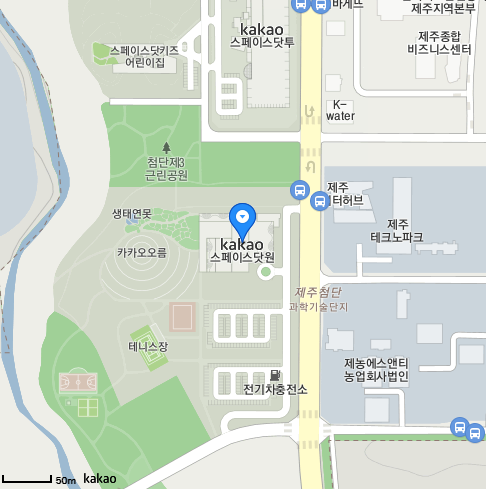 바게뜨
제주지역본부
kakao
스페이스닷투
스페이스닷키즈
어린이집
제주종합
비즈니스센터
K-
water
첨단제3
근린공원
제주
터허브
생태연못
제주
테크노파크
카카오오름
kakao
스페이스닷원
제주첨단
과학기술단지
테니스장
제농에스앤티
농업회사법인
전기차충전소
50m
kakao